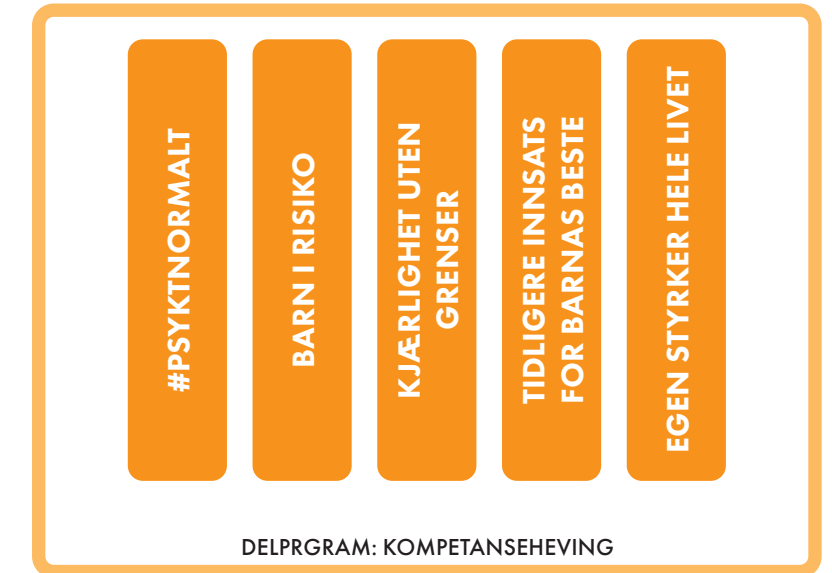 #PSYKTNORMALT
BARN I RISIKO
KJÆRLIGHET UTEN
GRENSER
TIDLIGERE INNSATS
FOR BARNAS BESTE
EGEN STYRKER HELE LIVET
DELPRGRAM: KOMPETANSEHEVING